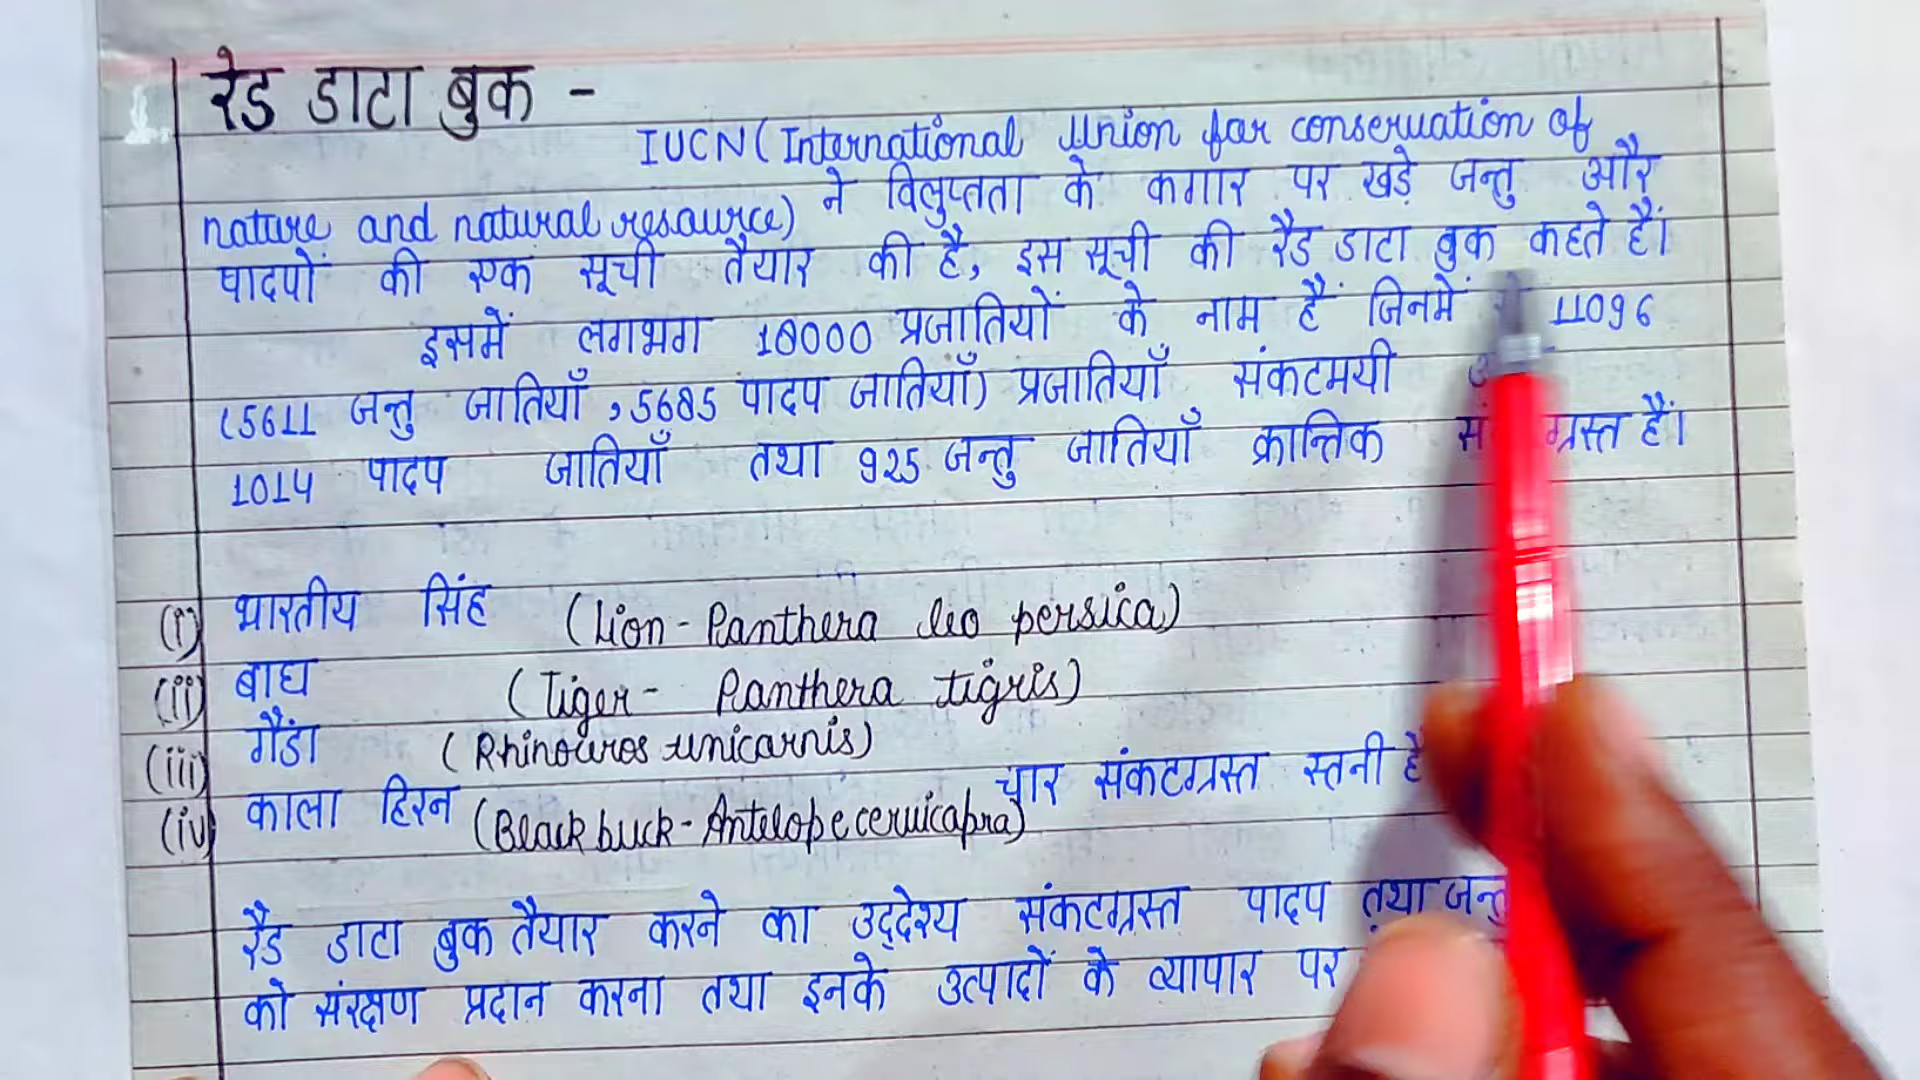 रेड डाटा बुक -
IUCN (International Union for conservation of
nature and natural resource) ने विलुप्तता के कगार पर खड़े जन्तु और
पादपों की एक सूची तैयार की है, इस सूची की रैड डाटा बुक कहते हैं।
इसमें लगभग 18000 प्रजातियों के नाम हैं जिनमें 11096
(5611 जन्तु जातियाँ, 5685 पादप जातियाँ) प्रजातियाँ संकटमयी
1014 पादप जातियाँ तथा 925 जन्तु जातियाँ क्रान्तिक ग्रस्त हैं।
(i) भारतीय सिंह (Lion - Panthera leo persica)
(ii) बाघ (Tiger - Panthera tigris)
(iii) गैंडा (Rhinoceros unicornis)
चार संकटग्रस्त स्तनी
(iv) काला हिरन (Black buck - Antelope cervicapra)
रैड डाटा बुक तैयार करने का उद्देश्य संकटग्रस्त पादप तथा जन्तु
को संरक्षण प्रदान करना तथा इनके उत्पादों के व्यापार पर